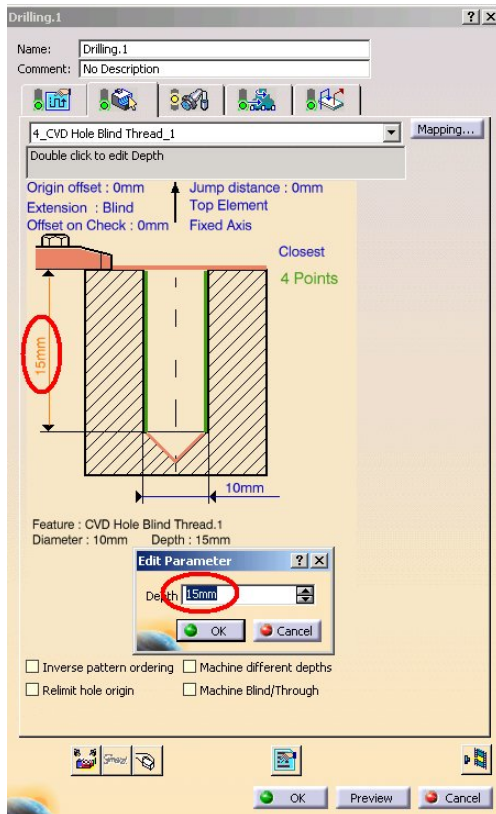 Drilling.1
Name: Drilling.1
Comment: No Description
4_CVD Hole Blind Thread_1
Mapping...
Double click to edit Depth
Origin offset : 0mm Jump distance : 0mm
Extension : Blind Top Element
Offset on Check : 0mm Fixed Axis
Closest
4 Points
15mm
10mm
Feature : CVD Hole Blind Thread.1
Diameter : 10mm Depth : 15mm
Edit Parameter
Depth 15mm
OK Cancel
Inverse pattern ordering Machine different depths
Relimit hole origin Machine Blind/Through
OK Preview Cancel